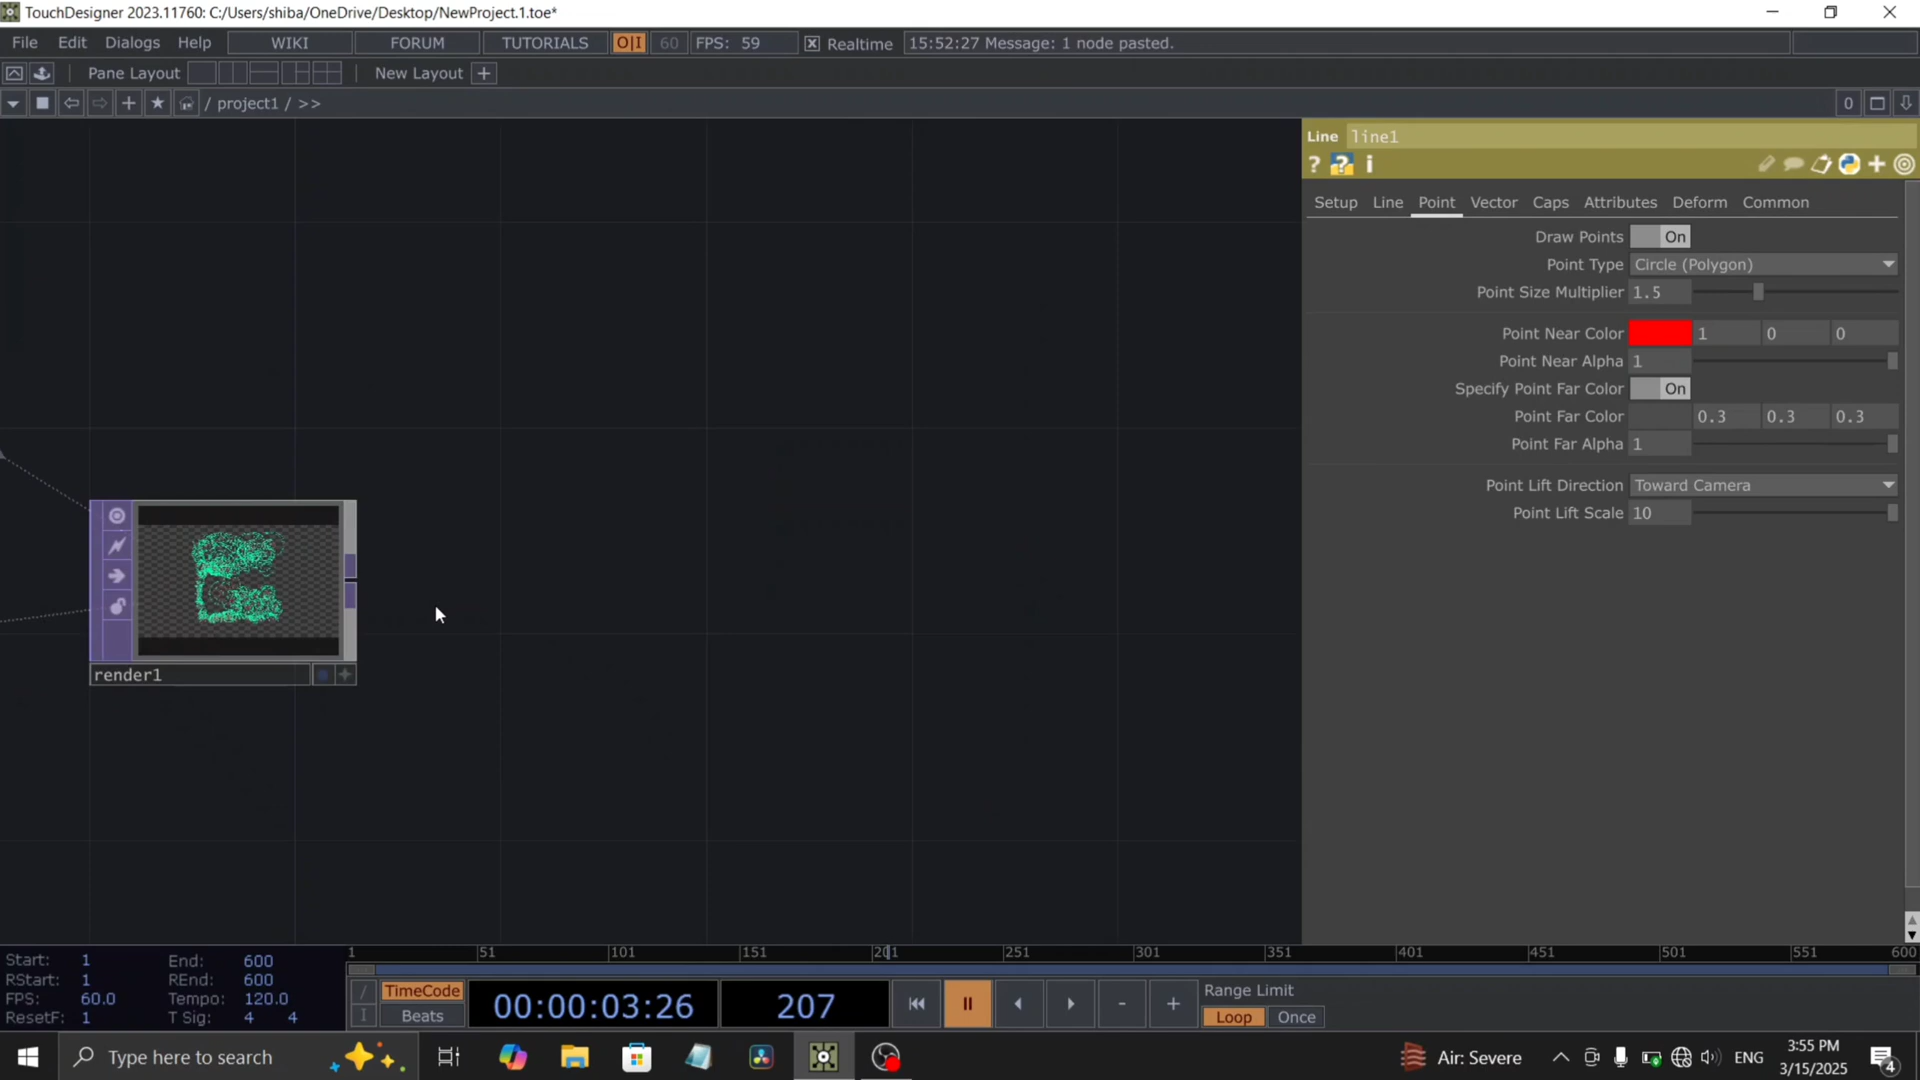 TouchDesigner 2023.11760: C:/Users/shiba/OneDrive/Desktop/NewProject.1.toe*
File Edit Dialogs Help WIKI FORUM TUTORIALS O|I 60 FPS: 59 Realtime 15:52:27 Message: 1 node pasted.
Pane Layout New Layout +
/ project1 / >> 0
Line line1
? ? i
Setup Line Point Vector Caps Attributes Deform Common
Draw Points On
Point Type Circle (Polygon)
Point Size Multiplier 1.5
Point Near Color 1 0 0
Point Near Alpha 1
Specify Point Far Color On
Point Far Color 0.3 0.3 0.3
Point Far Alpha 1
Point Lift Direction Toward Camera
Point Lift Scale 10
render1
1 51 101 151 201 251 301 351 401 451 501 551 600
Start: 1 End: 600
RStart: 1 REnd: 600
FPS: 60.0 Tempo: 120.0
ResetF: 1 T Sig: 4 4
/ TimeCode 00:00:03:26 207 - + Range Limit
I Beats Loop Once
Type here to search Air: Severe ENG 3:55 PM
3/15/2025 4